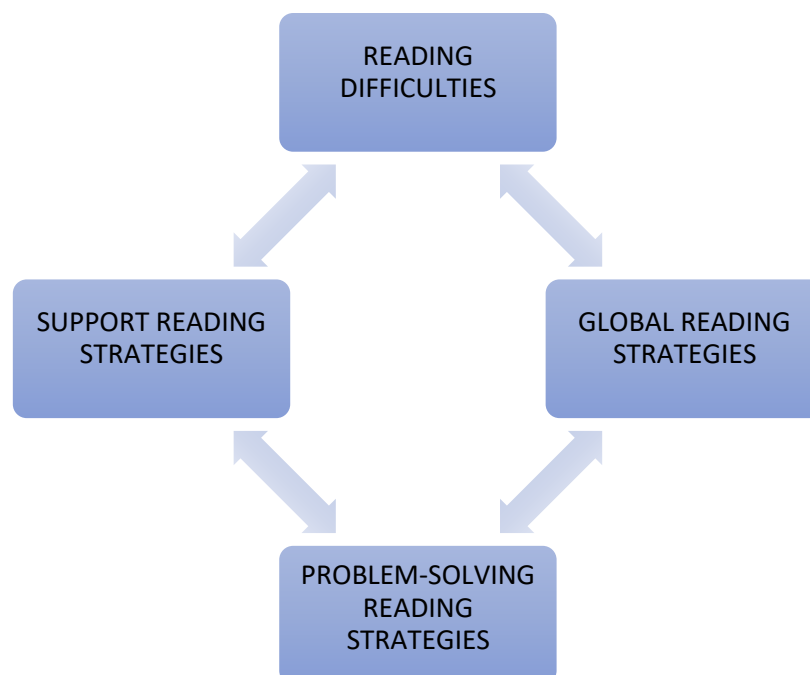 READING
DIFFICULTIES
SUPPORT READING
STRATEGIES
GLOBAL READING
STRATEGIES
PROBLEM-SOLVING
READING
STRATEGIES